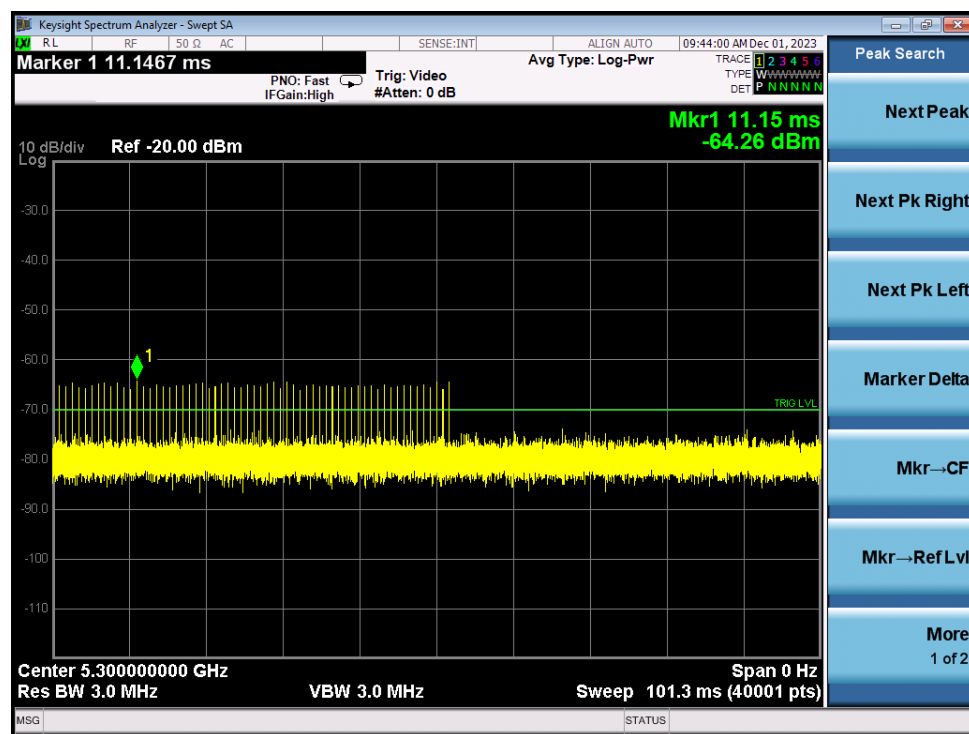 Keysight Spectrum Analyzer - Swept SA
LXI RL RF 50 Ω AC SENSE:INT ALIGN AUTO 09:44:00 AM Dec 01, 2023
Marker 1 11.1467 ms
PNO: Fast
IFGain:High
Trig: Video
#Atten: 0 dB
Avg Type: Log-Pwr
TRACE 1 2 3 4 5 6
TYPE WWWWWW
DET P N N N N N
Peak Search
Mkr1 11.15 ms
-64.26 dBm
10 dB/div Ref -20.00 dBm
Log
-30.0
-40.0
-50.0
-60.0
-70.0
-80.0
-90.0
-100
-110
1
TRIG LVL
Next Peak
Next Pk Right
Next Pk Left
Marker Delta
Mkr→CF
Mkr→Ref Lvl
More
1 of 2
Center 5.300000000 GHz Span 0 Hz
Res BW 3.0 MHz VBW 3.0 MHz Sweep 101.3 ms (40001 pts)
MSG STATUS